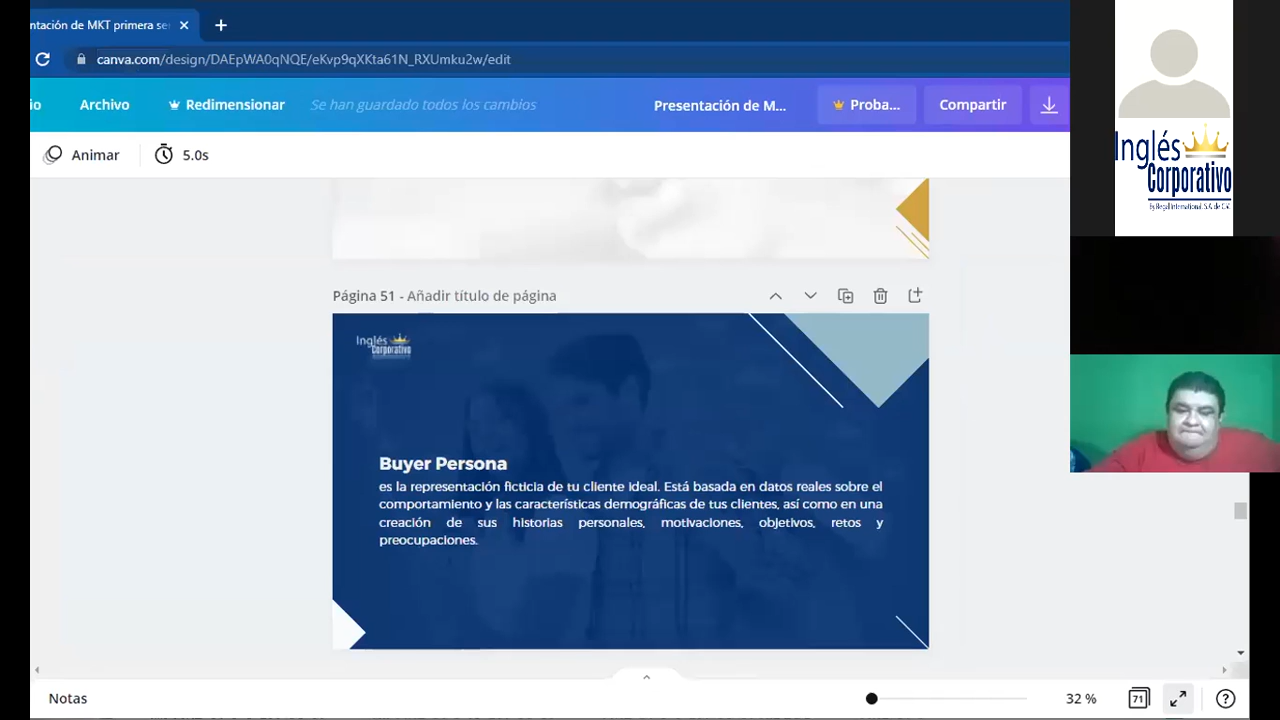 ntación de MKT primera se
canva.com/design/DAEpWA0qNQE/eKvp9qXKta61N_RXUmku2w/edit
io
Archivo
Redimensionar
Se han guardado todos los cambios
Presentación de M...
Proba...
Compartir
Animar
5.0s
Inglés
Corporativo
by Regal International, S.A. de C.V.
Página 51 - Añadir título de página
Inglés
Corporativo
Buyer Persona
es la representación ficticia de tu cliente ideal. Está basada en datos reales sobre el
comportamiento y las características demográficas de tus clientes, así como en una
creación de sus historias personales, motivaciones, objetivos, retos y
preocupaciones.
Notas
32 %
71